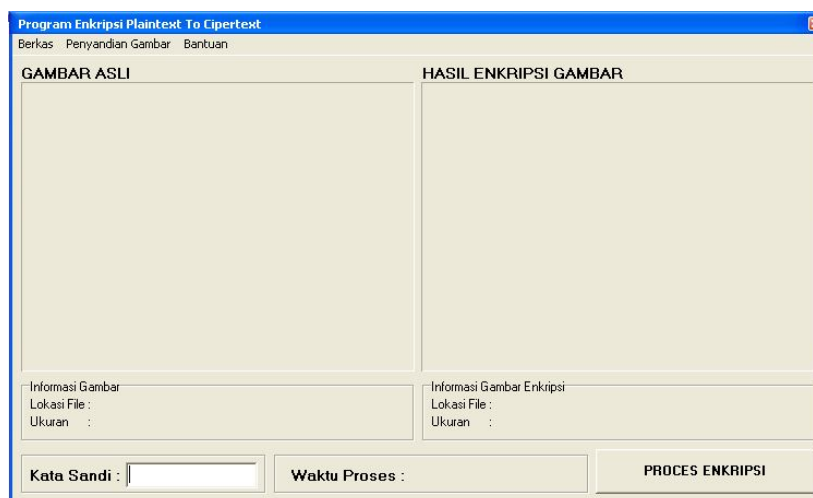 Program Enkripsi Plaintext To Cipertext
Berkas Penyandian Gambar Bantuan
GAMBAR ASLI
HASIL ENKRIPSI GAMBAR
Informasi Gambar
Lokasi File :
Ukuran :
Informasi Gambar Enkripsi
Lokasi File :
Ukuran :
Kata Sandi :
Waktu Proses :
PROCES ENKRIPSI